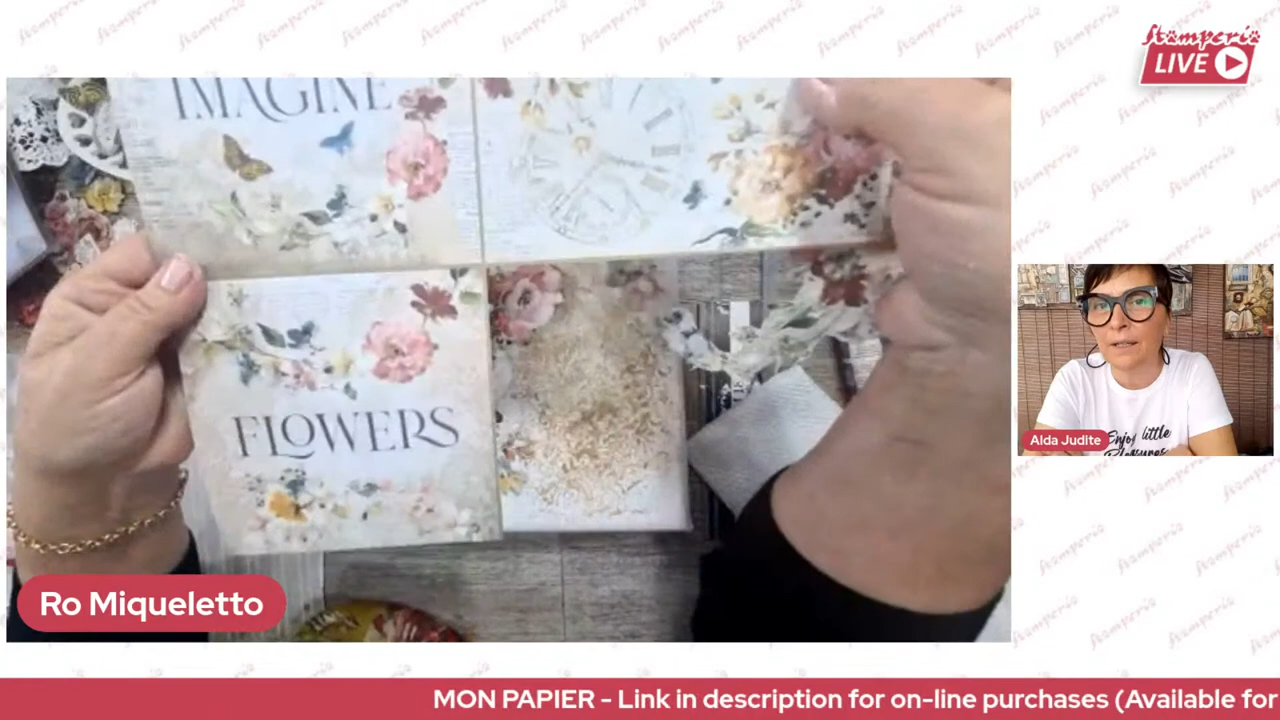 Stamperia
LIVE
IMAGINE
FLOWERS
Alda Judite
Enjoy little
Pleasures
Ro Miqueletto
MON PAPIER - Link in description for on-line purchases (Available for